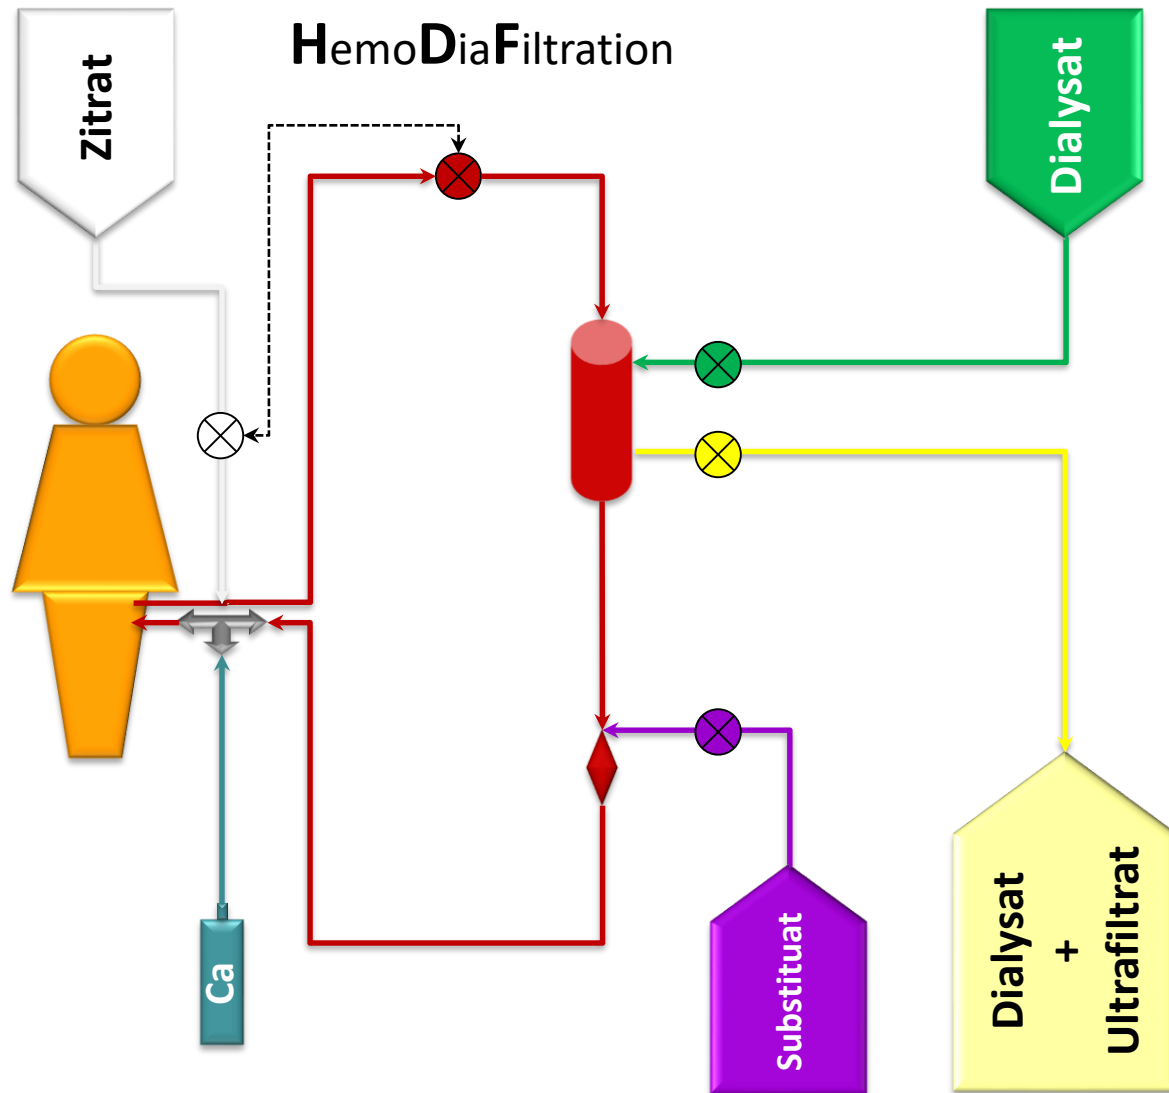 HemoDiaFiltration
Zitrat
Dialysat
Ca
Substituat
Dialysat
+
Ultrafiltrat